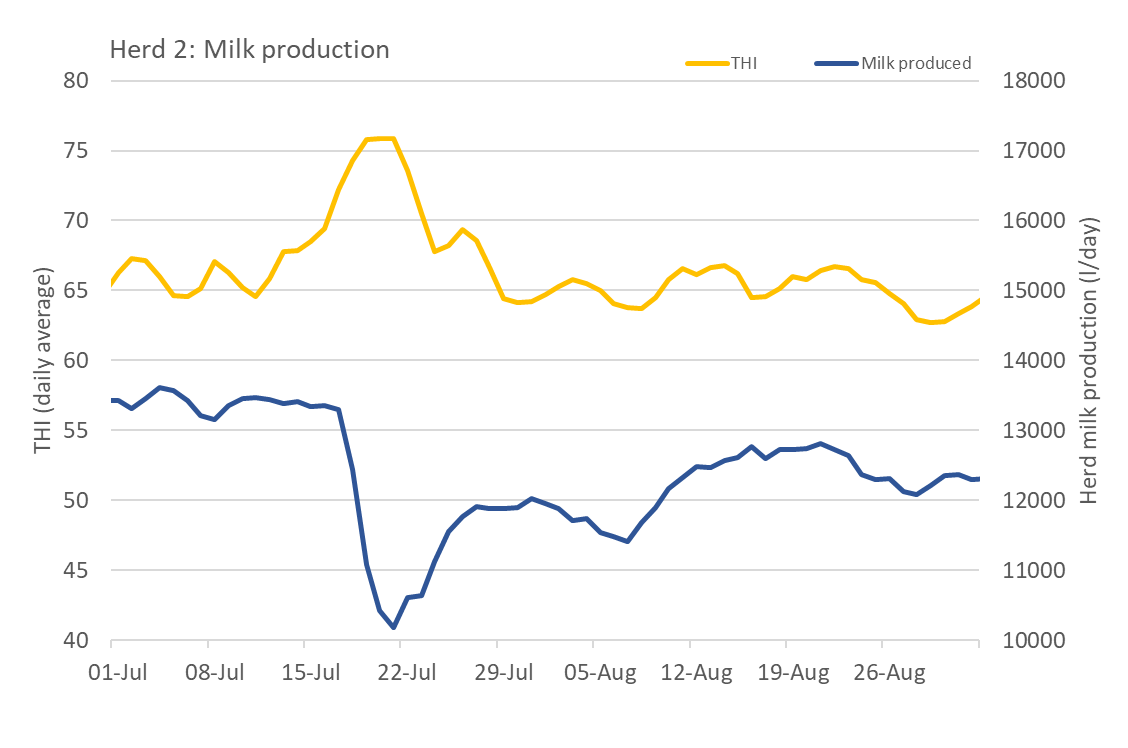 Herd 2: Milk production
THI
Milk produced
80
75
70
65
60
55
50
45
40
THI (daily average)
18000
17000
16000
15000
14000
13000
12000
11000
10000
Herd milk production (l/day)
01-Jul
08-Jul
15-Jul
22-Jul
29-Jul
05-Aug
12-Aug
19-Aug
26-Aug